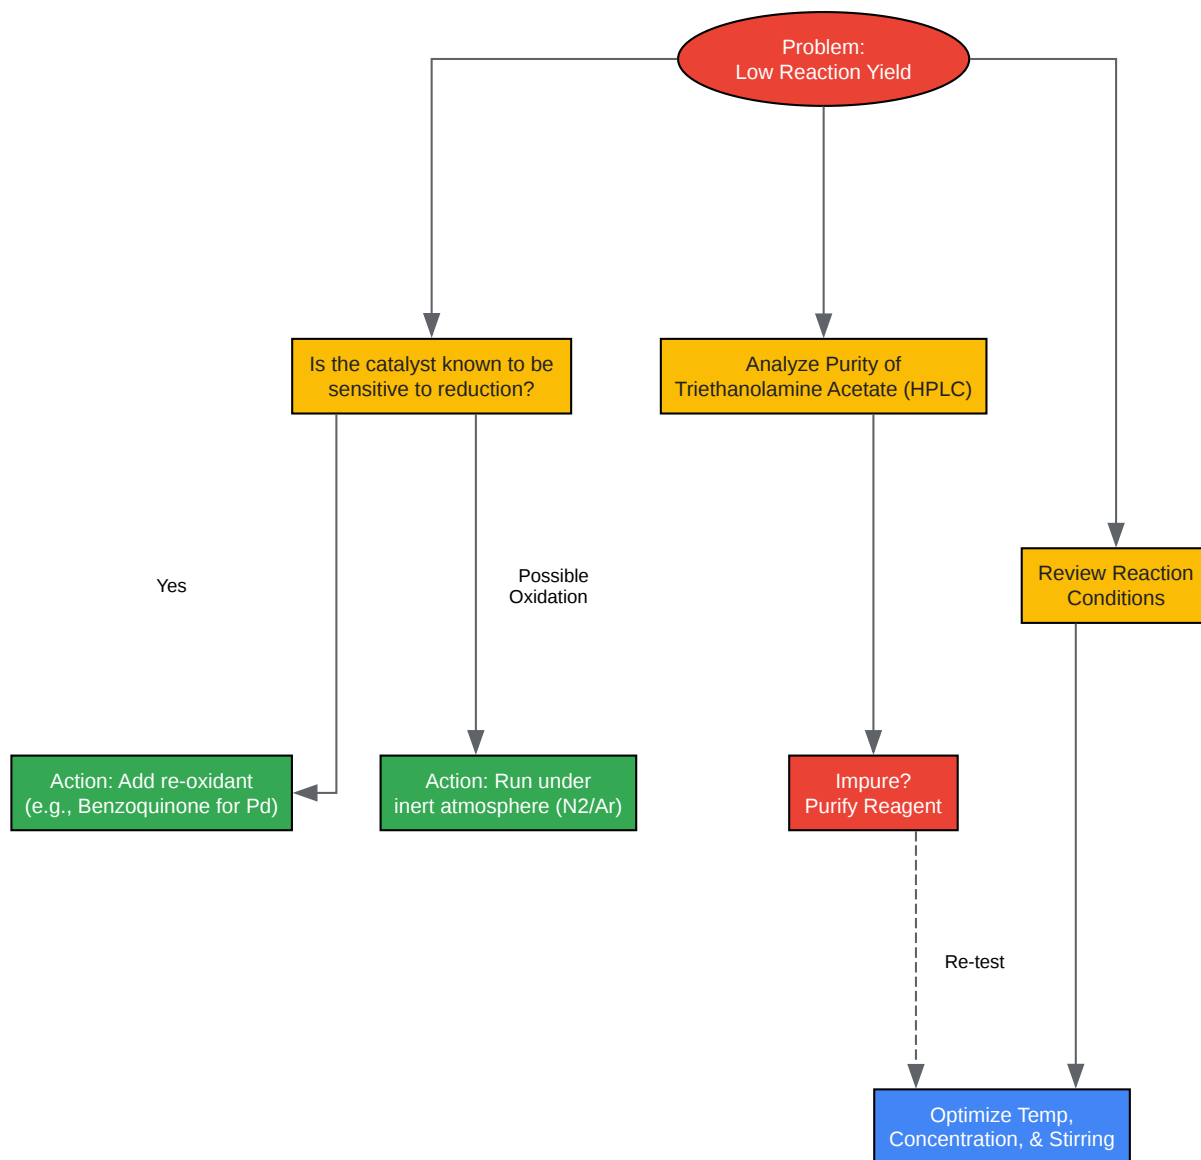 Problem:
Low Reaction Yield
Is the catalyst known to be
sensitive to reduction?
Analyze Purity of
Triethanolamine Acetate (HPLC)
Review Reaction
Conditions
Yes
Possible
Oxidation
Action: Add re-oxidant
(e.g., Benzoquinone for Pd)
Action: Run under
inert atmosphere (N2/Ar)
Impure?
Purify Reagent
Re-test
Optimize Temp,
Concentration, & Stirring